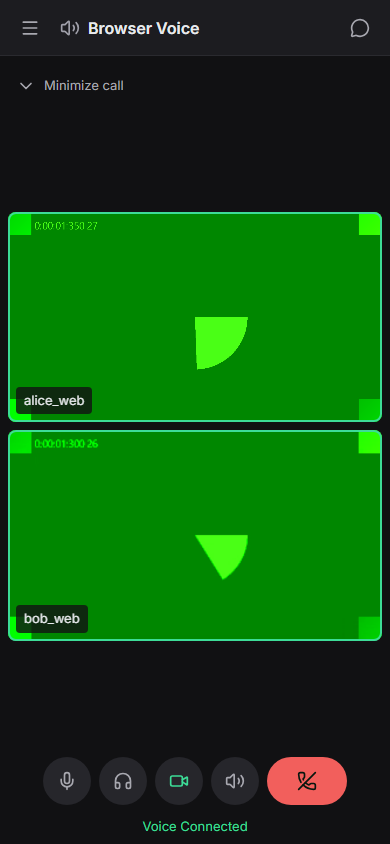 Browser Voice
Minimize call
0:00:01:350 27
alice_web
0:00:01:300 26
bob_web
Voice Connected